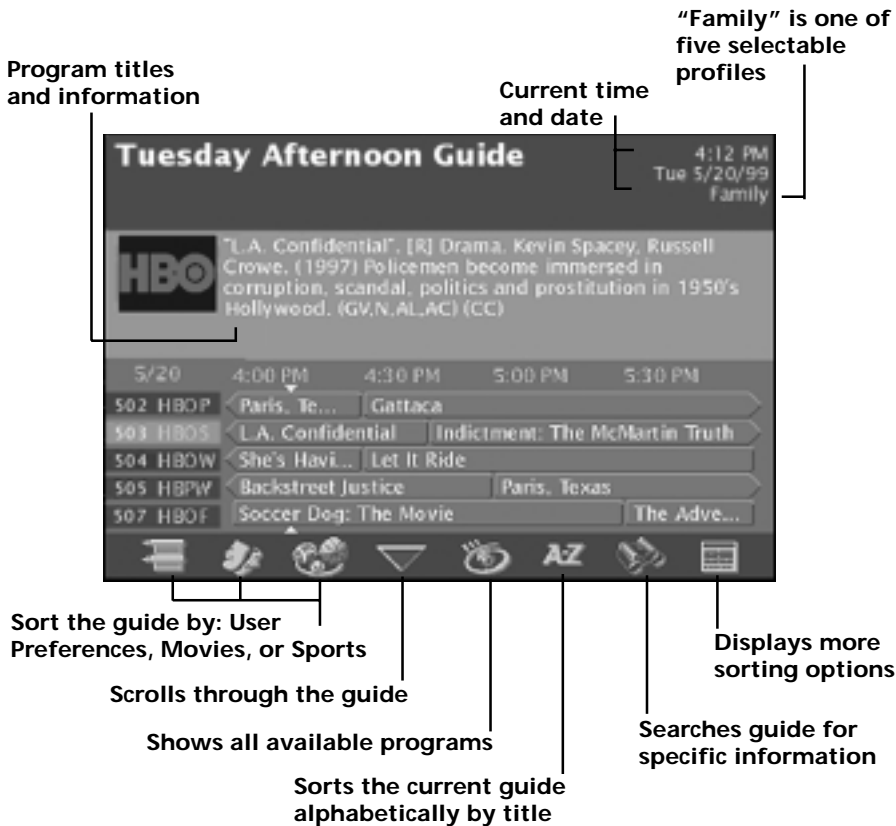 “Family” is one of
five selectable
profiles
Program titles
and information
Current time
and date
Tuesday Afternoon Guide
4:12 PM
Tue 5/20/99
Family
HBO
"L.A. Confidential". [R] Drama. Kevin Spacey, Russell
Crowe. (1997) Policemen become immersed in
corruption, scandal, politics and prostitution in 1950's
Hollywood. (GV,N,AL,AC) (CC)
5/20 4:00 PM 4:30 PM 5:00 PM 5:30 PM
502 HBOP Paris, Te... Gattaca
503 HBOS L.A. Confidential Indictment: The McMartin Truth
504 HBOW She's Havi... Let It Ride
505 HBPW Backstreet Justice Paris, Texas
507 HBOF Soccer Dog: The Movie The Adve...
A-Z
Sort the guide by: User
Preferences, Movies, or Sports
Displays more
sorting options
Scrolls through the guide
Searches guide for
specific information
Shows all available programs
Sorts the current guide
alphabetically by title